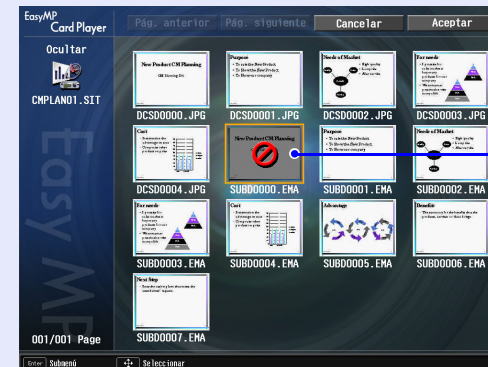 EasyMP
Card Player
Pág. anterior
Pág. siguiente
Cancelar
Aceptar
Ocultar
CMPLAN01.SIT
New Product CM Planning
Purpose
Needs of Market
For needs
DCSD0000.JPG
DCSD0001.JPG
DCSD0002.JPG
DCSD0003.JPG
Cost
New Product CM Planning
Purpose
Needs of Market
DCSD0004.JPG
SUBD0000.EMA
SUBD0001.EMA
SUBD0002.EMA
For needs
Cost
Advantage
Benefits
SUBD0003.EMA
SUBD0004.EMA
SUBD0005.EMA
SUBD0006.EMA
Next Step
SUBD0007.EMA
EasyMP
001/001 Page
Enter Submenú
Seleccionar